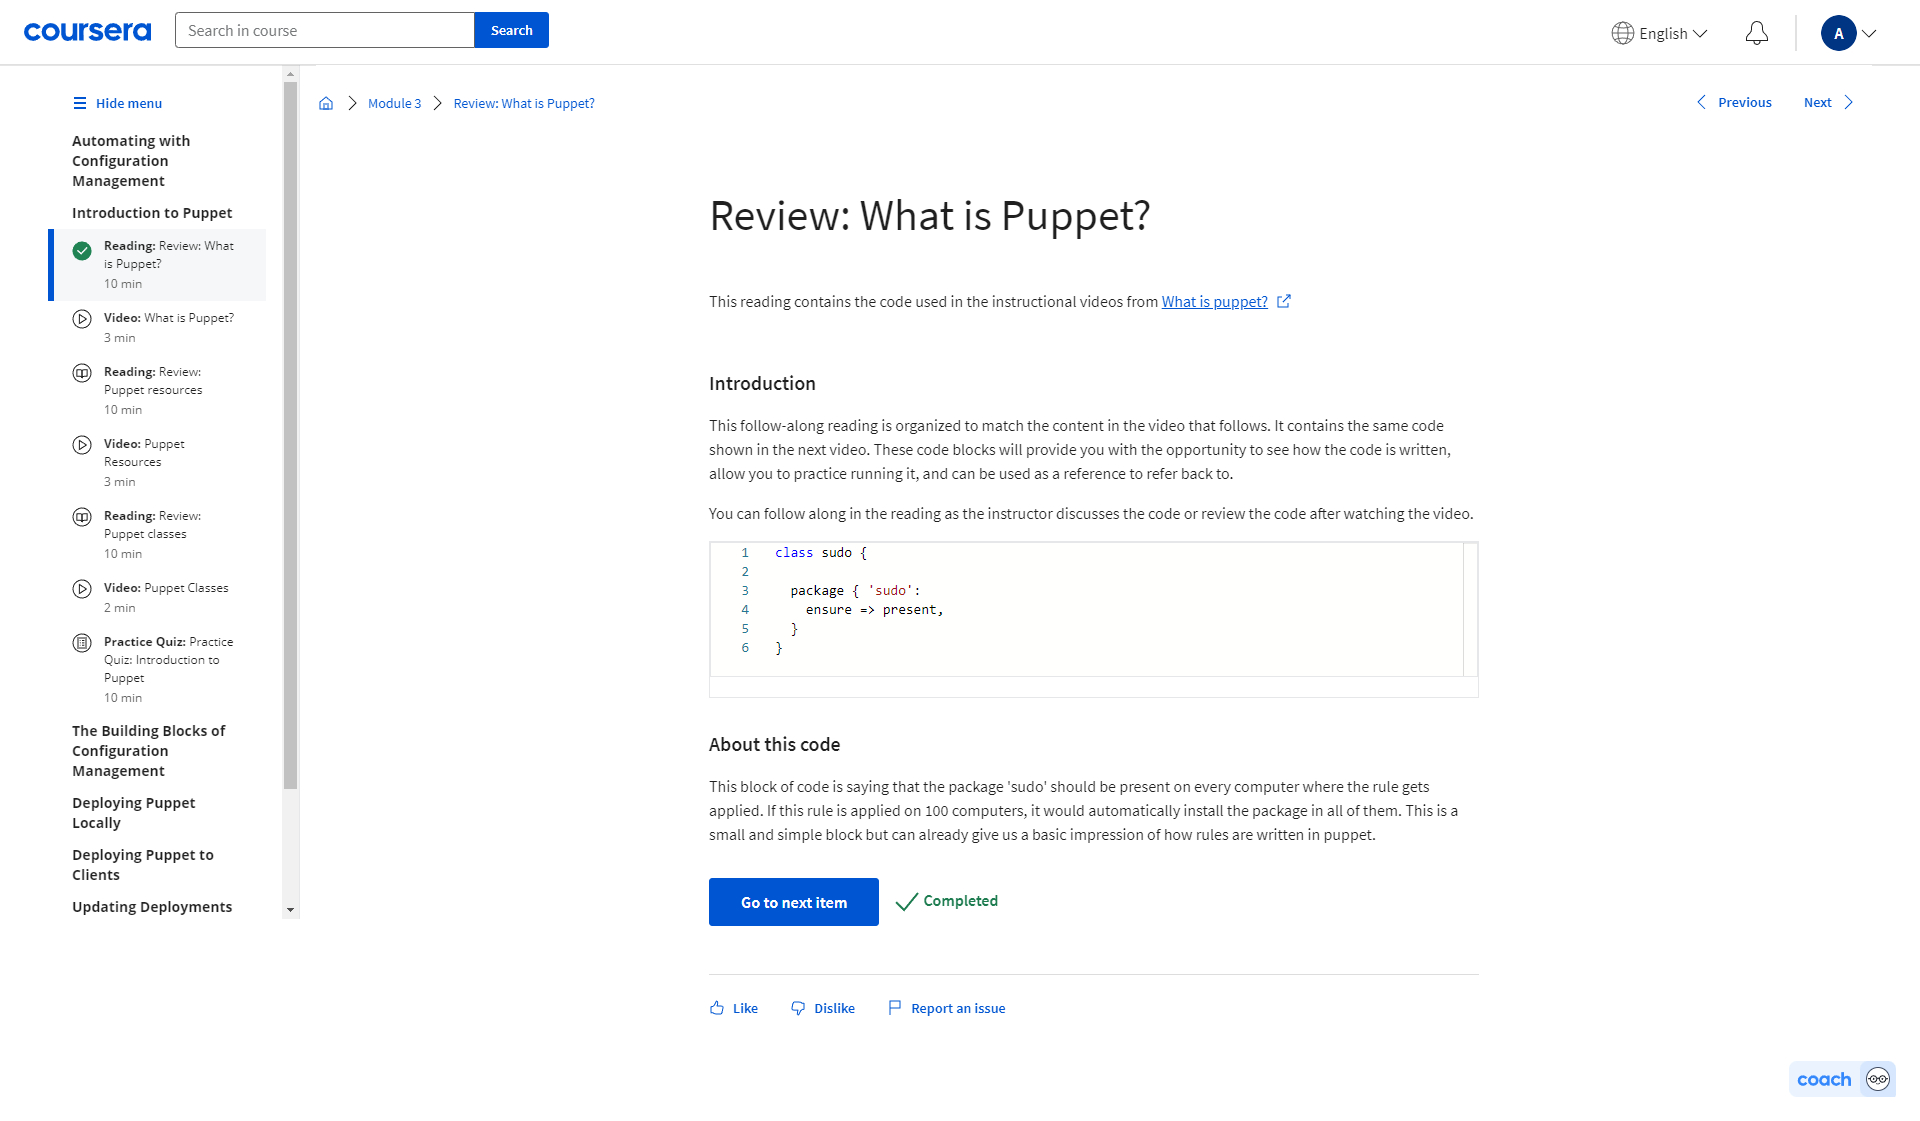 coursera
Search in course
Search
English
A
Hide menu
Automating with
Configuration
Management
Introduction to Puppet
Reading: Review: What
is Puppet?
10 min
Video: What is Puppet?
3 min
Reading: Review:
Puppet resources
10 min
Video: Puppet
Resources
3 min
Reading: Review:
Puppet classes
10 min
Video: Puppet Classes
2 min
Practice Quiz: Practice
Quiz: Introduction to
Puppet
10 min
The Building Blocks of
Configuration
Management
Deploying Puppet
Locally
Deploying Puppet to
Clients
Updating Deployments
Module 3
Review: What is Puppet?
Previous
Next
Review: What is Puppet?
This reading contains the code used in the instructional videos from What is puppet?
Introduction
This follow-along reading is organized to match the content in the video that follows. It contains the same code
shown in the next video. These code blocks will provide you with the opportunity to see how the code is written,
allow you to practice running it, and can be used as a reference to refer back to.
You can follow along in the reading as the instructor discusses the code or review the code after watching the video.
1 class sudo {
2
3 package { 'sudo':
4 ensure => present,
5 }
6 }
About this code
This block of code is saying that the package 'sudo' should be present on every computer where the rule gets
applied. If this rule is applied on 100 computers, it would automatically install the package in all of them. This is a
small and simple block but can already give us a basic impression of how rules are written in puppet.
Go to next item
Completed
Like
Dislike
Report an issue
coach